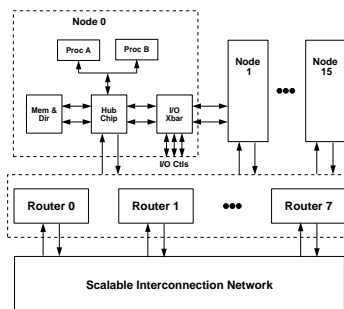 Node 0
Proc A
Proc B
Node
1
Node
15
Mem &
Dir
Hub
Chip
I/O
Xbar
I/O Ctls
Router 0
Router 1
Router 7
Scalable Interconnection Network